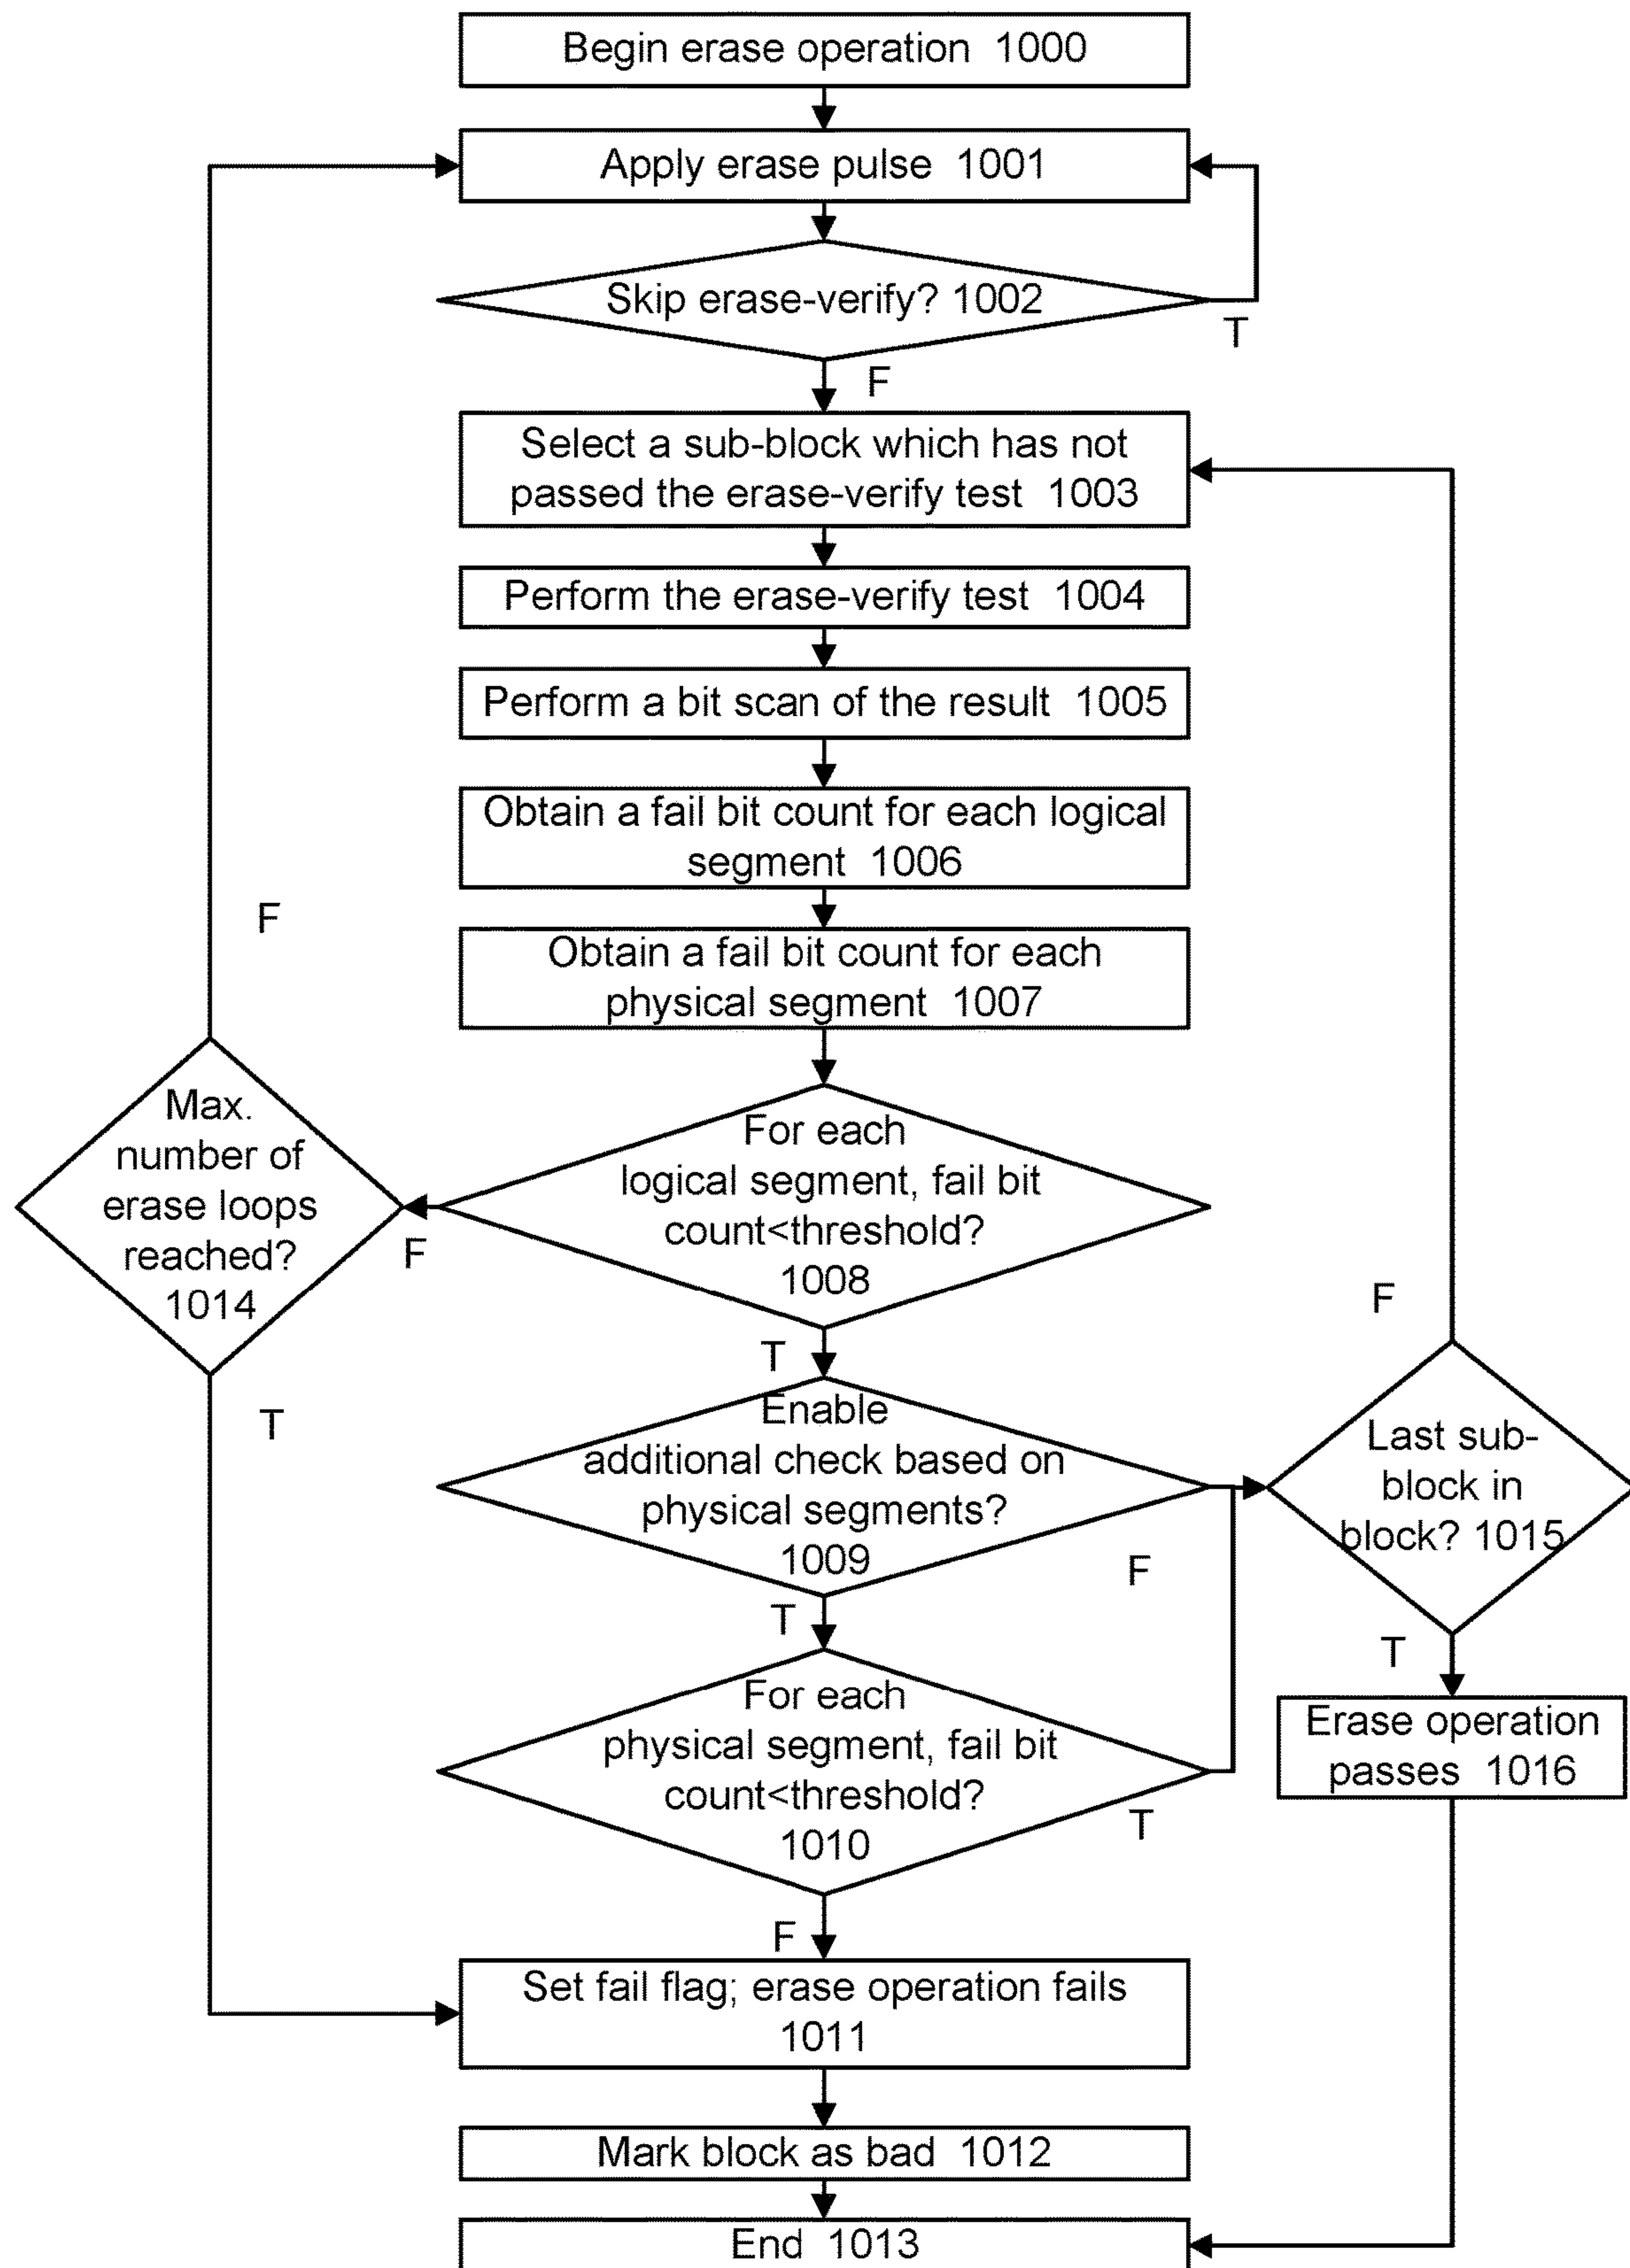 Begin erase operation 1000
Apply erase pulse 1001
Skip erase-verify? 1002
T
F
Select a sub-block which has not
passed the erase-verify test 1003
Perform the erase-verify test 1004
Perform a bit scan of the result 1005
Obtain a fail bit count for each logical
segment 1006
F
Obtain a fail bit count for each
physical segment 1007
Max.
number of
erase loops
reached?
1014
For each
logical segment, fail bit
count<threshold?
1008
F
F
T
T
Enable
additional check based on
physical segments?
1009
F
T
Last sub-
block in
block? 1015
T
For each
physical segment, fail bit
count<threshold?
1010
T
F
Erase operation
passes 1016
Set fail flag; erase operation fails
1011
Mark block as bad 1012
End 1013